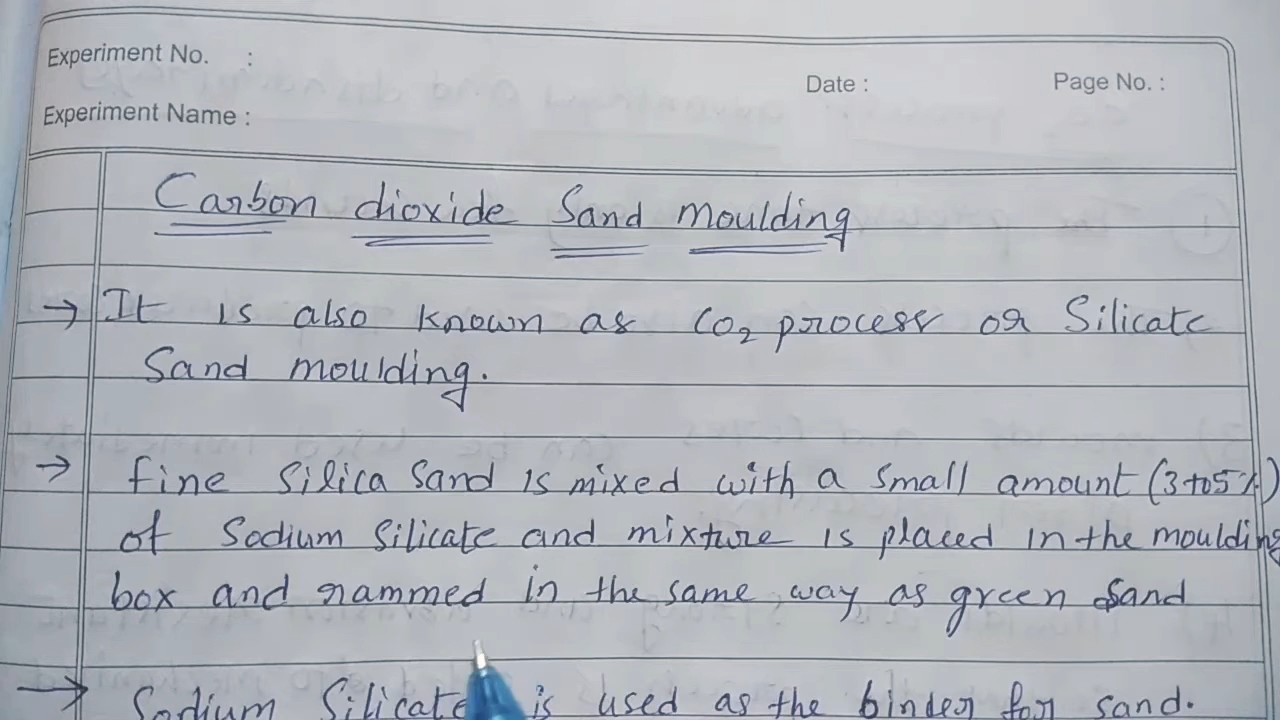 Experiment No. :
Date : Page No. :
Experiment Name :
Carbon dioxide Sand moulding
→ It is also known as CO₂ process or Silicate
Sand moulding.
→ fine Silica Sand is mixed with a small amount (3 to 5 %)
of Sodium Silicate and mixture is placed in the moulding
box and rammed in the same way as green Sand
→ Sodium Silicate is used as the binder for sand.